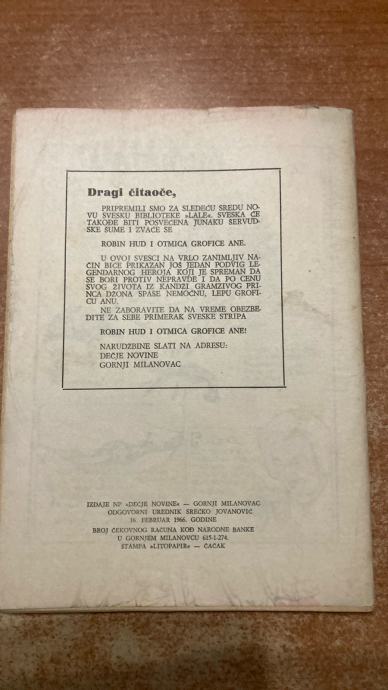 Dragi čitaoče,
PRIPREMILI SMO ZA SLEDEĆU SREDU NO-
VU SVESKU BIBLIOTEKE »LALE«. SVESKA ĆE
TAKOĐE BITI POSVEĆENA JUNAKU ŠERVUD-
SKE ŠUME I ZVAĆE SE
ROBIN HUD I OTMICA GROFICE ANE.
U OVOJ SVESCI NA VRLO ZANIMLJIV NA-
ČIN BIĆE PRIKAZAN JOŠ JEDAN PODVIG LE-
GENDARNOG HEROJA KOJI JE SPREMAN DA
SE BORI PROTIV NEPRAVDE I DA PO CENU
SVOG ŽIVOTA IZ KANDŽI GRAMZIVOG PRI-
NCA DŽONA SPASE NEMOĆNU, LEPU GROFI-
CU ANU.
NE ZABORAVITE DA NA VREME OBEZBE-
DITE ZA SEBE PRIMERAK SVESKE STRIPA
ROBIN HUD I OTMICA GROFICE ANE!
NARUDŽBINE SLATI NA ADRESU:
DEČJE NOVINE
GORNJI MILANOVAC
IZDAJE NP »DEČJE NOVINE« — GORNJI MILANOVAC
ODGOVORNI UREDNIK SREĆKO JOVANOVIĆ
16. FEBRUAR 1966. GODINE
BROJ ČEKOVNOG RAČUNA KOD NARODNE BANKE
U GORNJEM MILANOVCU 615-1-274.
ŠTAMPA »LITOPAPIR« — ČAČAK